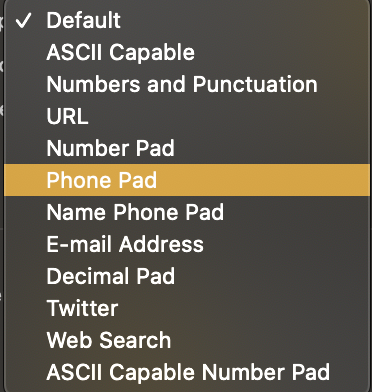 ✓ Default
ASCII Capable
Numbers and Punctuation
URL
Number Pad
Phone Pad
Name Phone Pad
E-mail Address
Decimal Pad
Twitter
Web Search
ASCII Capable Number Pad